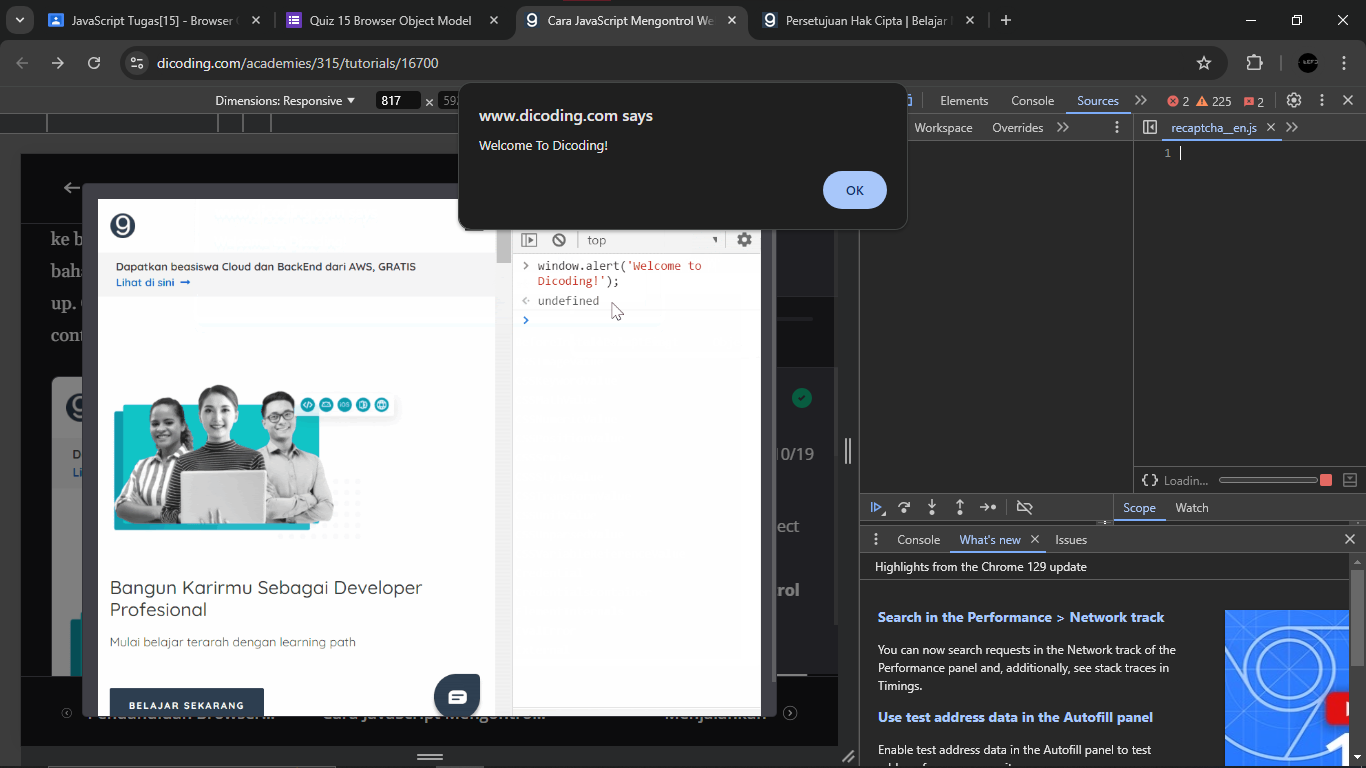 JavaScript Tugas[15] - Browser
Quiz 15 Browser Object Model
Cara JavaScript Mengontrol We
Persetujuan Hak Cipta | Belajar
dicoding.com/academies/315/tutorials/16700
Dimensions: Responsive
817
×
Elements
Console
Sources
2
225
2
www.dicoding.com says
Welcome To Dicoding!
OK
Workspace
Overrides
recaptcha__en.js
1
Dapatkan beasiswa Cloud dan BackEnd dari AWS, GRATIS
Lihat di sini →
top
> window.alert('Welcome to
Dicoding!');
undefined
>
ke b
bah
up.
con
iOS
10/19
ect
rol
Bangun Karirmu Sebagai Developer
Profesional
Mulai belajar terarah dengan learning path
BELAJAR SEKARANG
{} Loading...
Scope
Watch
Console
What's new
Issues
Highlights from the Chrome 129 update
Search in the Performance > Network track
You can now search requests in the Network track of the
Performance panel and, additionally, see stack traces in
Timings.
Use test address data in the Autofill panel
Enable test address data in the Autofill panel to test